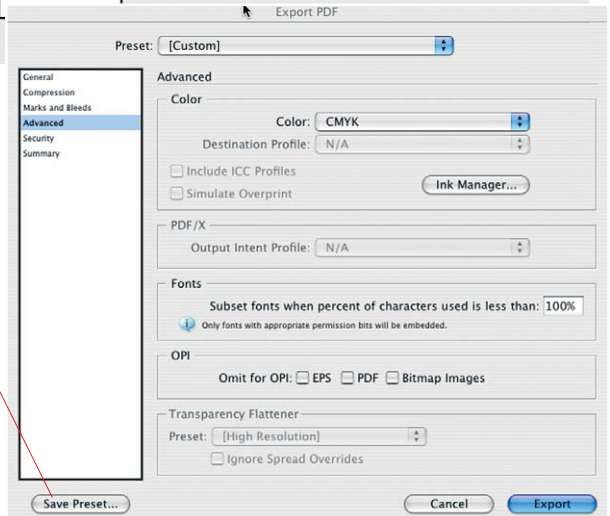 Export PDF
Preset: [Custom]
General
Compression
Marks and Bleeds
Advanced
Security
Summary
Advanced
Color
Color: CMYK
Destination Profile: N/A
Include ICC Profiles
Simulate Overprint
Ink Manager...
PDF/X
Output Intent Profile: N/A
Fonts
Subset fonts when percent of characters used is less than: 100%
Only fonts with appropriate permission bits will be embedded.
OPI
Omit for OPI: EPS PDF Bitmap Images
Transparency Flattener
Preset: [High Resolution]
Ignore Spread Overrides
Save Preset... Cancel Export